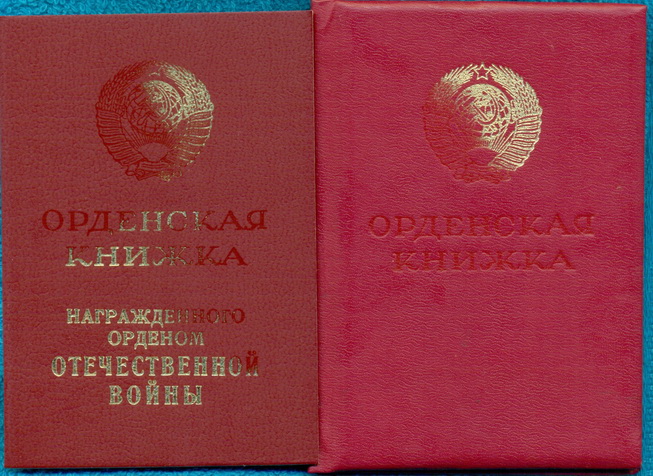 ОРДЕНСКАЯ
КНИЖКА
НАГРАЖДЕННОГО
ОРДЕНОМ
ОТЕЧЕСТВЕННОЙ
ВОЙНЫ
ОРДЕНСКАЯ
КНИЖКА